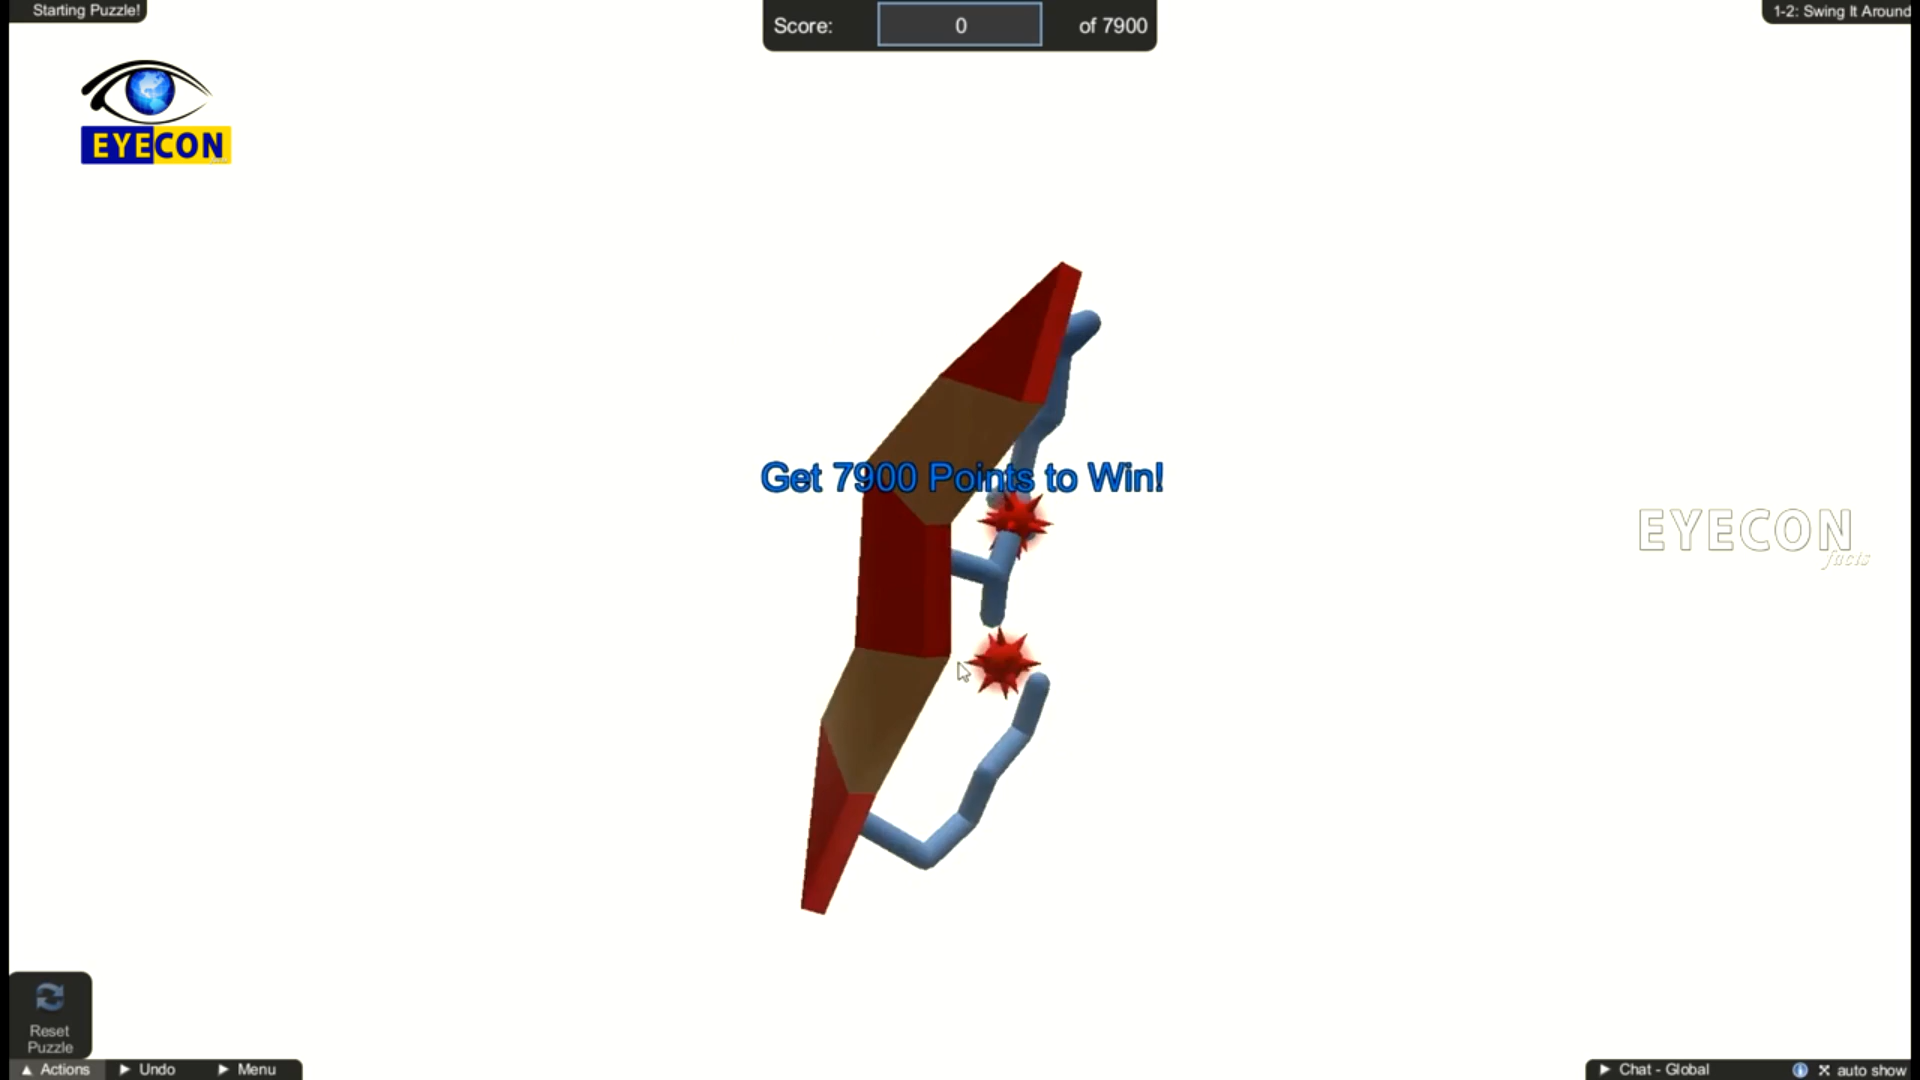 Starting Puzzle!
Score: 0 of 7900
1-2: Swing It Around
EYECON
Get 7900 Points to Win!
EYECON
facts
Reset
Puzzle
Actions Undo Menu
Chat - Global auto show